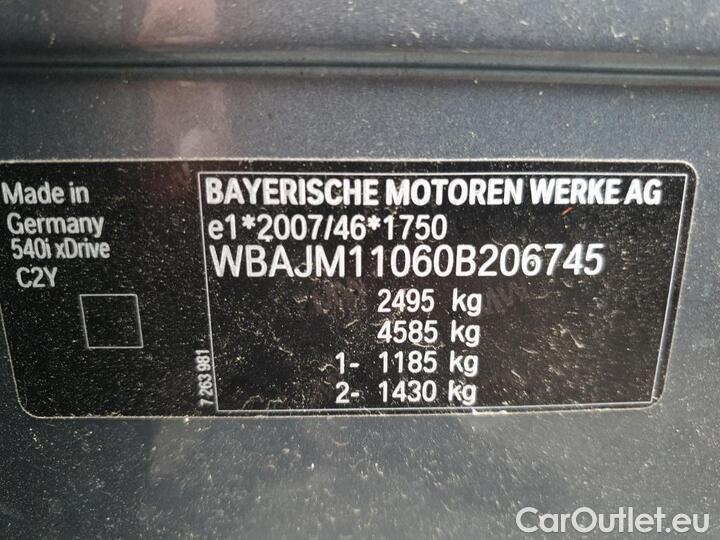 Made in
Germany
540i xDrive
C2Y
7 263 981
BAYERISCHE MOTOREN WERKE AG
e1*2007/46*1750
WBAJM11060B206745
2495 kg
4585 kg
1- 1185 kg
2- 1430 kg
CarOutlet.eu